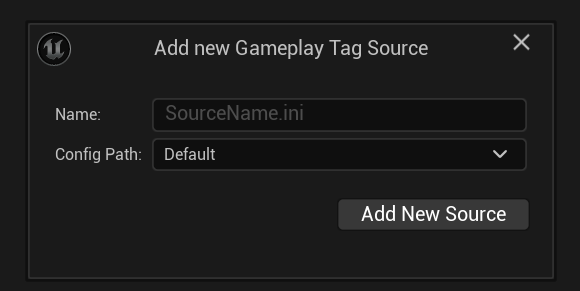 Add new Gameplay Tag Source
Name: SourceName.ini
Config Path: Default
Add New Source